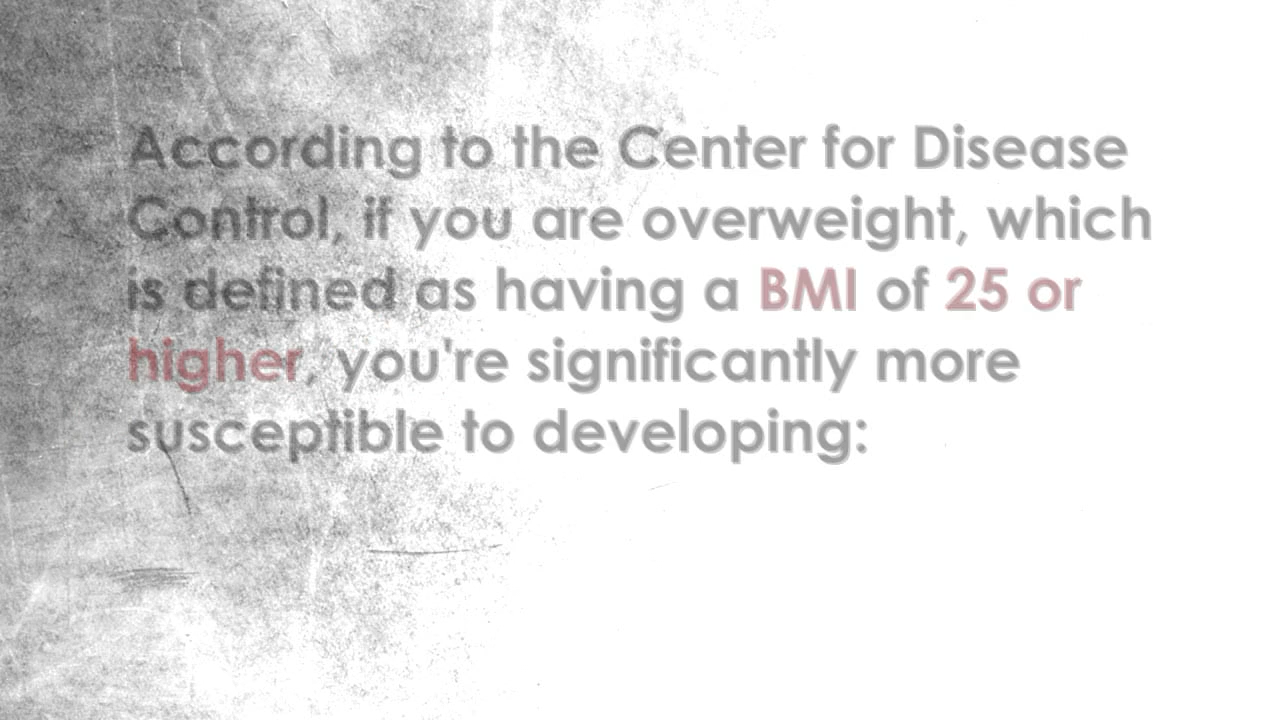 According to the Center for Disease
Control, if you are overweight, which
is defined as having a BMI of 25 or
higher, you're significantly more
susceptible to developing: